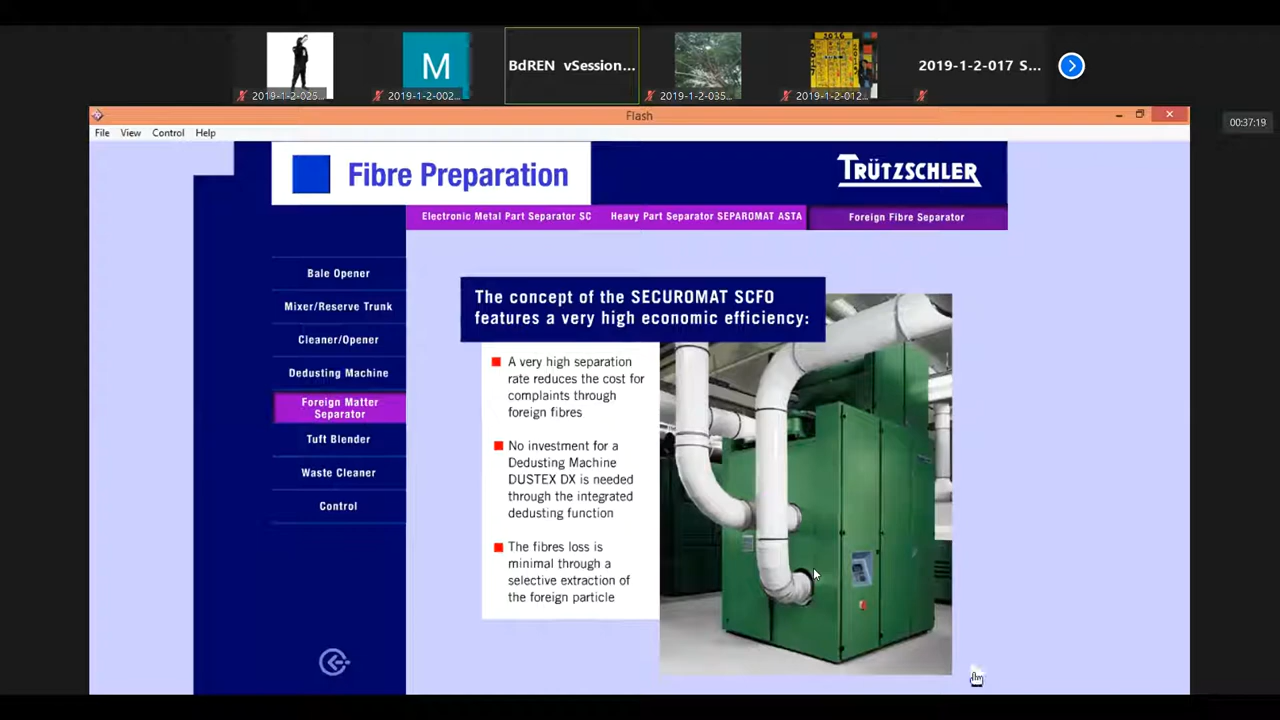 M
BdREN vSession...
2019-1-2-017 S...
2019-1-2-025...
2019-1-2-002...
2019-1-2-035...
2019-1-2-012...
Flash
00:37:19
File View Control Help
Fibre Preparation
TRÜTZSCHLER
Electronic Metal Part Separator SC
Heavy Part Separator SEPAROMAT ASTA
Foreign Fibre Separator
Bale Opener
Mixer/Reserve Trunk
Cleaner/Opener
Dedusting Machine
Foreign Matter
Separator
Tuft Blender
Waste Cleaner
Control
The concept of the SECUROMAT SCFO
features a very high economic efficiency:
A very high separation
rate reduces the cost for
complaints through
foreign fibres
No investment for a
Dedusting Machine
DUSTEX DX is needed
through the integrated
dedusting function
The fibres loss is
minimal through a
selective extraction of
the foreign particle